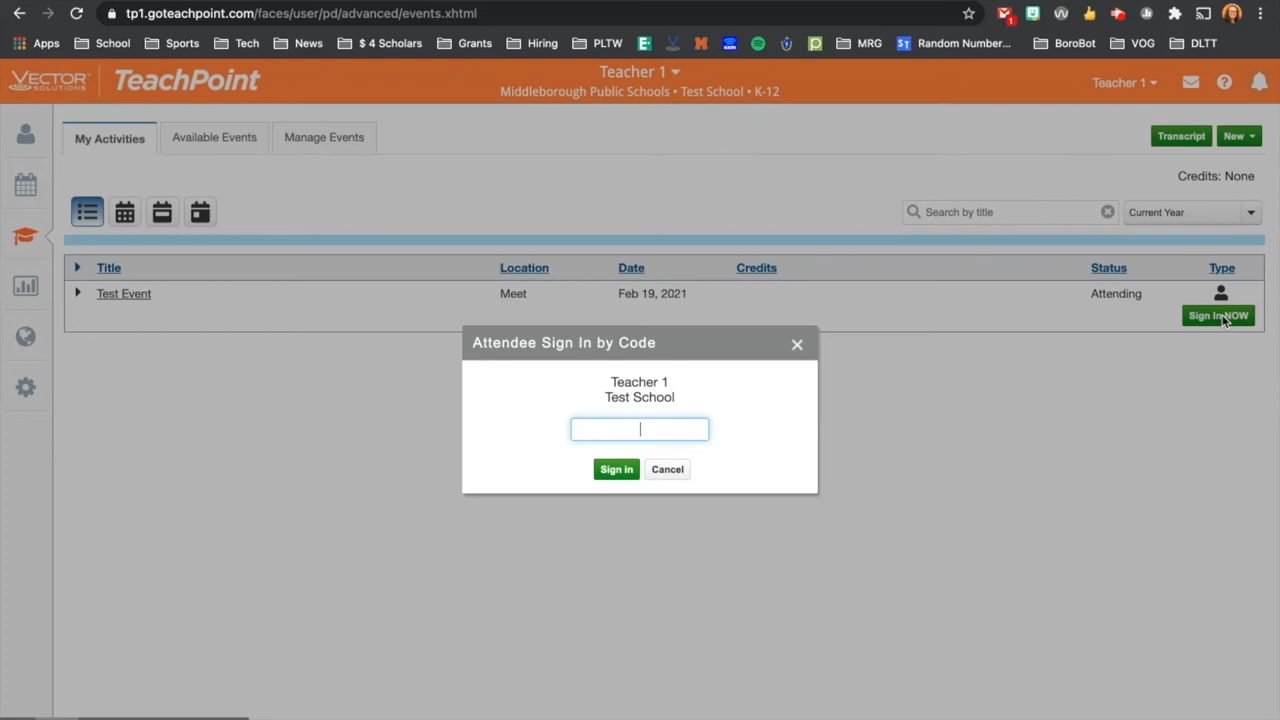 tp1.goteachpoint.com/faces/user/pd/advanced/events.xhtml
1
Apps School Sports Tech News $ 4 Scholars Grants Hiring PLTW MRG ST Random Number... BoroBot VOG DLTT
VECTOR SOLUTIONS TeachPoint
Teacher 1
Middleborough Public Schools • Test School • K-12
Teacher 1
My Activities Available Events Manage Events Transcript New
Credits: None
Search by title Current Year
Title Location Date Credits Status Type
Test Event Meet Feb 19, 2021 Attending
Sign In NOW
Attendee Sign In by Code
Teacher 1
Test School
Sign in Cancel